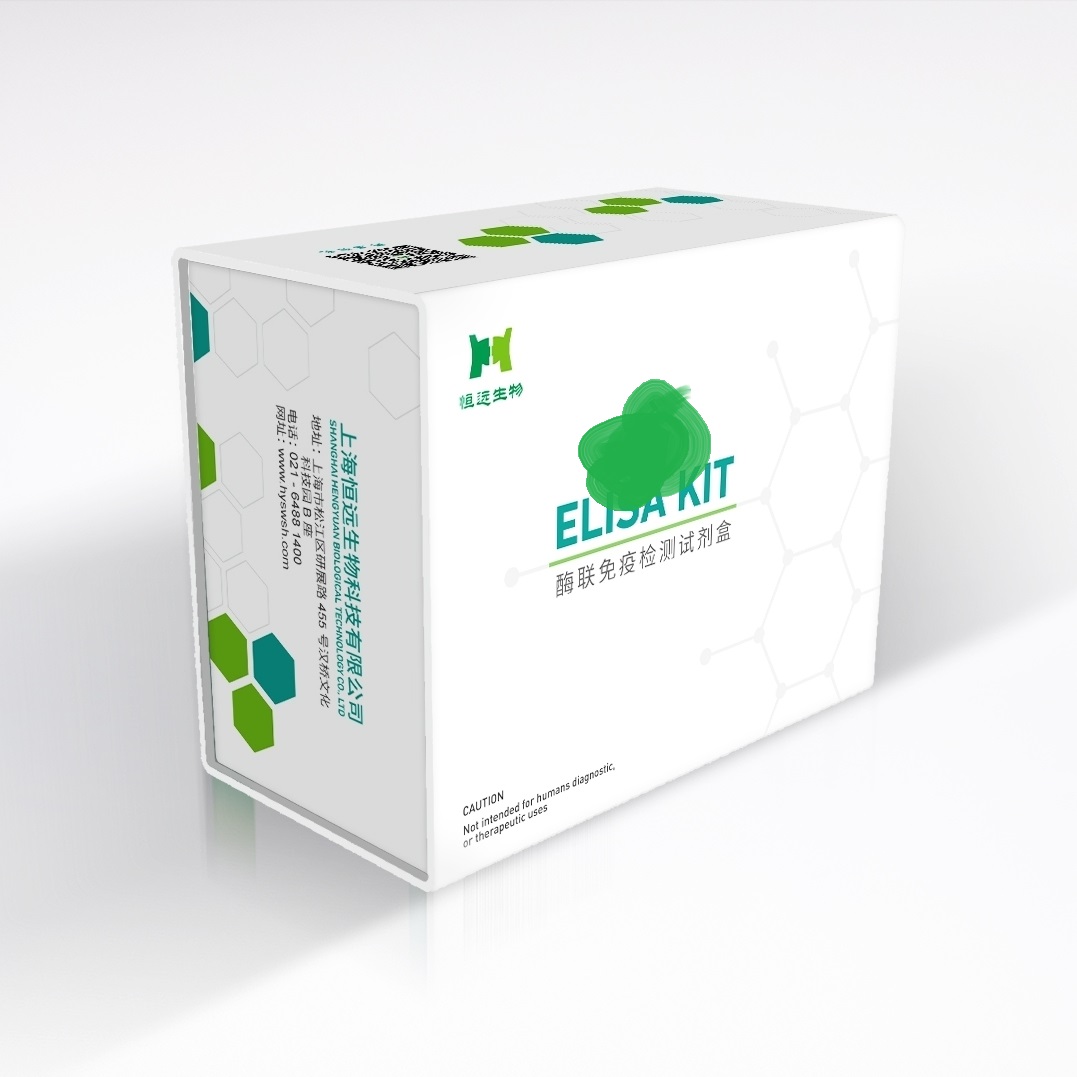 恒远生物
ELISA KIT
酶联免疫检测试剂盒
CAUTION
Not intended for humans diagnostic,
or therapeutic uses
上海恒远生物科技有限公司
SHANGHAI HENGYUAN BIOLOGICAL TECHNOLOGY CO., LTD
地址：上海市松江区研展路 455 号汉桥文化
科技园 B 座
电话：021 - 6488 1400
网址：www.hyswsh.com